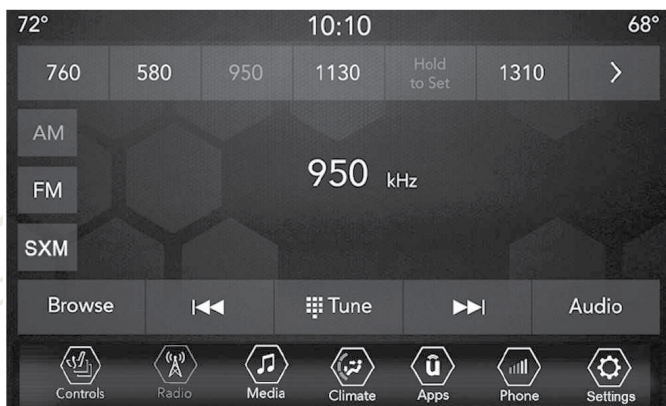 72° 10:10 68°
760 580 950 1130 Hold to Set 1310
AM
950 kHz
FM
SXM
Browse Tune Audio
Controls Radio Media Climate û Apps Phone Settings